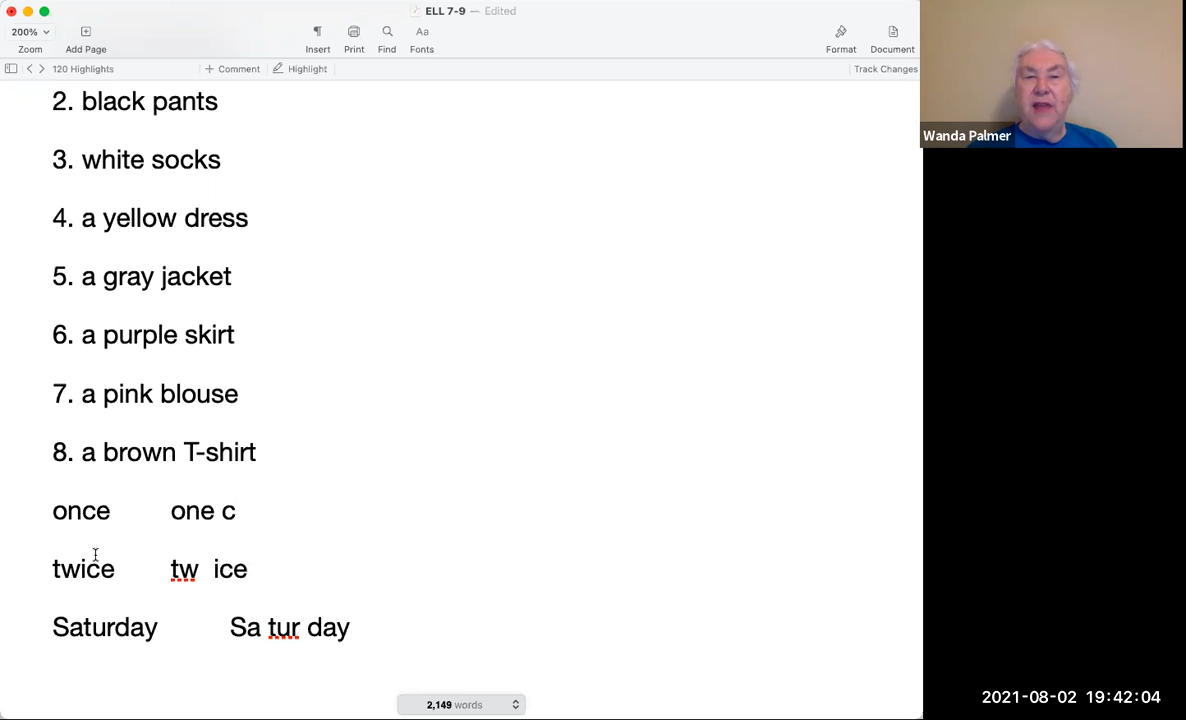 ELL 7-9 — Edited
200%
Zoom
Add Page
Insert
Print
Find
Aa
Fonts
Format
Document
120 Highlights
Comment
Highlight
Track Changes
2. black pants
3. white socks
4. a yellow dress
5. a gray jacket
6. a purple skirt
7. a pink blouse
8. a brown T-shirt
once one c
twice tw ice
Saturday Sa tur day
2,149 words
Wanda Palmer
2021-08-02 19:42:04